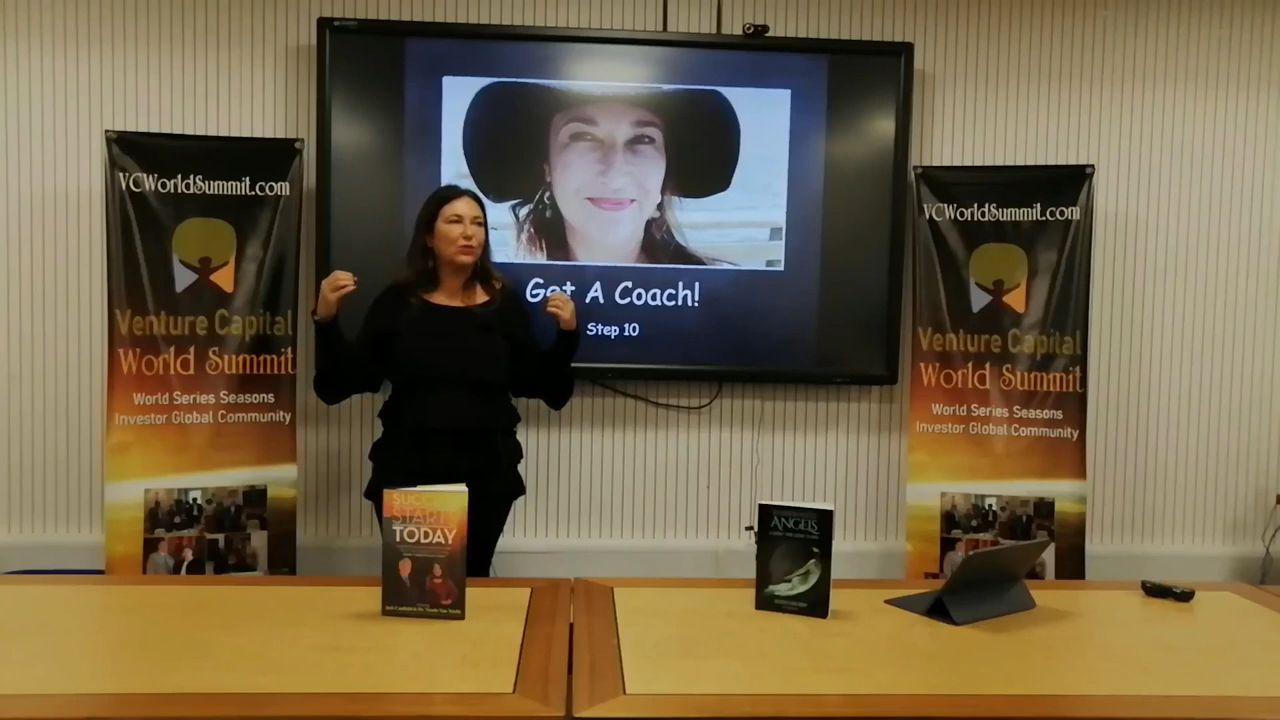 VCWorldSummit.com
Venture Capital
World Summit
World Series Seasons
Investor Global Community
Get A Coach!
Step 10
VCWorldSummit.com
Venture Capital
World Summit
World Series Seasons
Investor Global Community
STARTS
TODAY
ANGELS